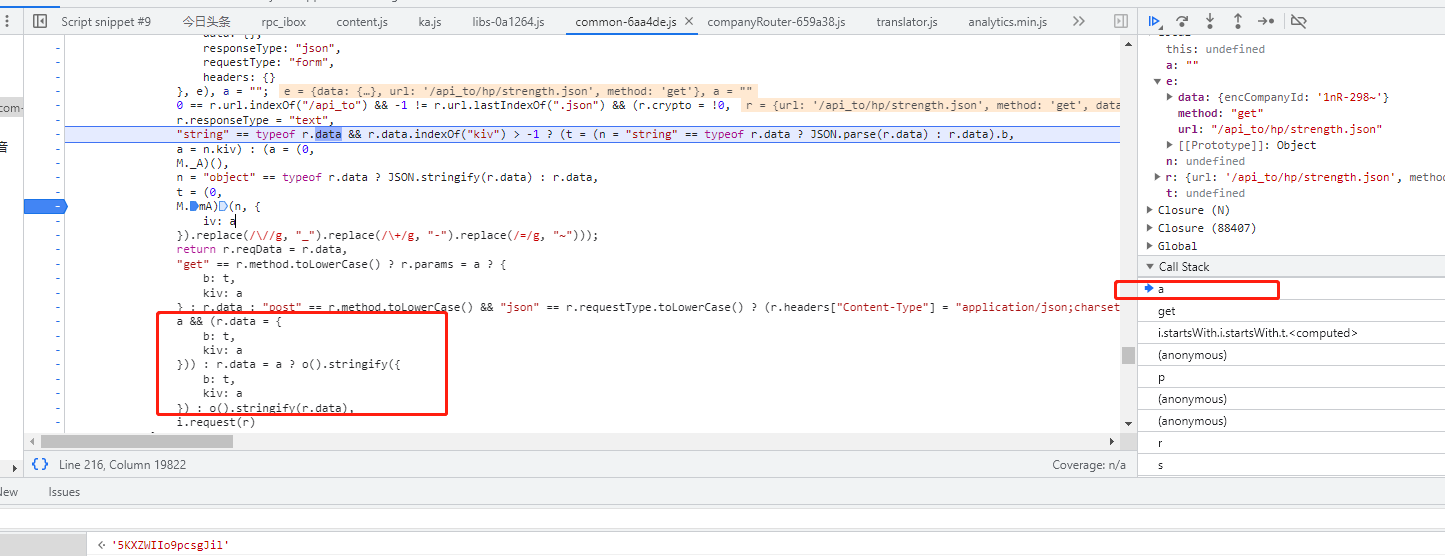 Script snippet #9 今日头条 rpc_ibox content.js ka.js libs-0a1264.js common-6aa4de.js × companyRouter-659a38.js translator.js analytics.min.js
responseType: "json",
requestType: "form",
headers: {}
}, e), a = ""; e = {data: {…}, url: '/api_to/hp/strength.json', method: 'get'}, a = ""
0 == r.url.indexOf("/api_to") && -1 != r.url.lastIndexOf(".json") && (r.crypto = !0, r = {url: '/api_to/hp/strength.json', method: 'get', data
r.responseType = "text",
"string" == typeof r.data && r.data.indexOf("kiv") > -1 ? (t = (n = "string" == typeof r.data ? JSON.parse(r.data) : r.data).b,
a = n.kiv) : (a = (0,
M._A)(),
n = "object" == typeof r.data ? JSON.stringify(r.data) : r.data,
t = (0,
M.mA)(n, {
iv: a
}).replace(/\//g, "_").replace(/\+/g, "-").replace(/=/g, "~")));
return r.reqData = r.data,
"get" == r.method.toLowerCase() ? r.params = a ? {
b: t,
kiv: a
} : r.data : "post" == r.method.toLowerCase() && "json" == r.requestType.toLowerCase() ? (r.headers["Content-Type"] = "application/json;charset
a && (r.data = {
b: t,
kiv: a
})) : r.data = a ? o().stringify({
b: t,
kiv: a
}) : o().stringify(r.data),
i.request(r)
{} Line 216, Column 19822 Coverage: n/a
this: undefined
a: ""
e:
data: {encCompanyId: '1nR-298~'}
method: "get"
url: "/api_to/hp/strength.json"
[[Prototype]]: Object
n: undefined
r: {url: '/api_to/hp/strength.json', metho
t: undefined
Closure (N)
Closure (88407)
Global
Call Stack
a
get
i.startsWith.i.startsWith.t.<computed>
(anonymous)
p
(anonymous)
(anonymous)
r
s
com-
音
New Issues
'5KXZWIIo9pcsgJil'